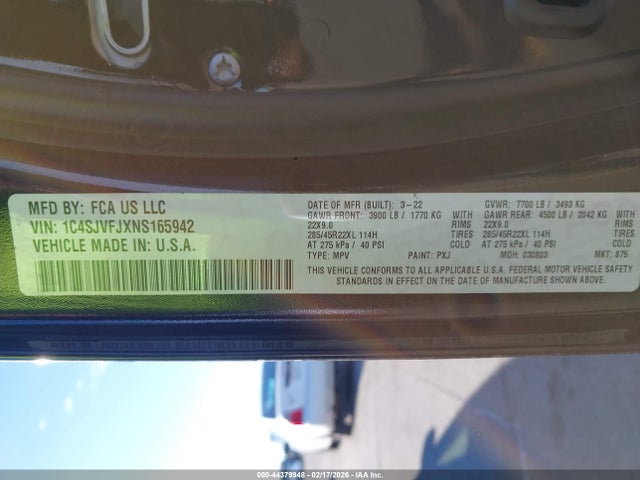 MFD BY: FCA US LLC
VIN: 1C4SJVFJXNS165942
VEHICLE MADE IN: U.S.A.
DATE OF MFR (BUILT): 3-22 GVWR: 7700 LB / 3493 KG
GAWR FRONT: 3900 LB / 1770 KG WITH GAWR REAR: 4500 LB / 2042 KG WITH
22X9.0 RIMS 22X9.0 RIMS
285/45R22XL 114H 285/45R22XL 114H
AT 275 kPa / 40 PSI COLD AT 275 kPa / 40 PSI COLD
TYPE: MPV PAINT: PXJ MDH: 030803 MKT: 875
THIS VEHICLE CONFORMS TO ALL APPLICABLE U.S.A. FEDERAL MOTOR VEHICLE SAFETY
STANDARDS IN EFFECT ON THE DATE OF MANUFACTURE SHOWN ABOVE.
000-44379948 - 02/17/2026 - IAA, Inc.